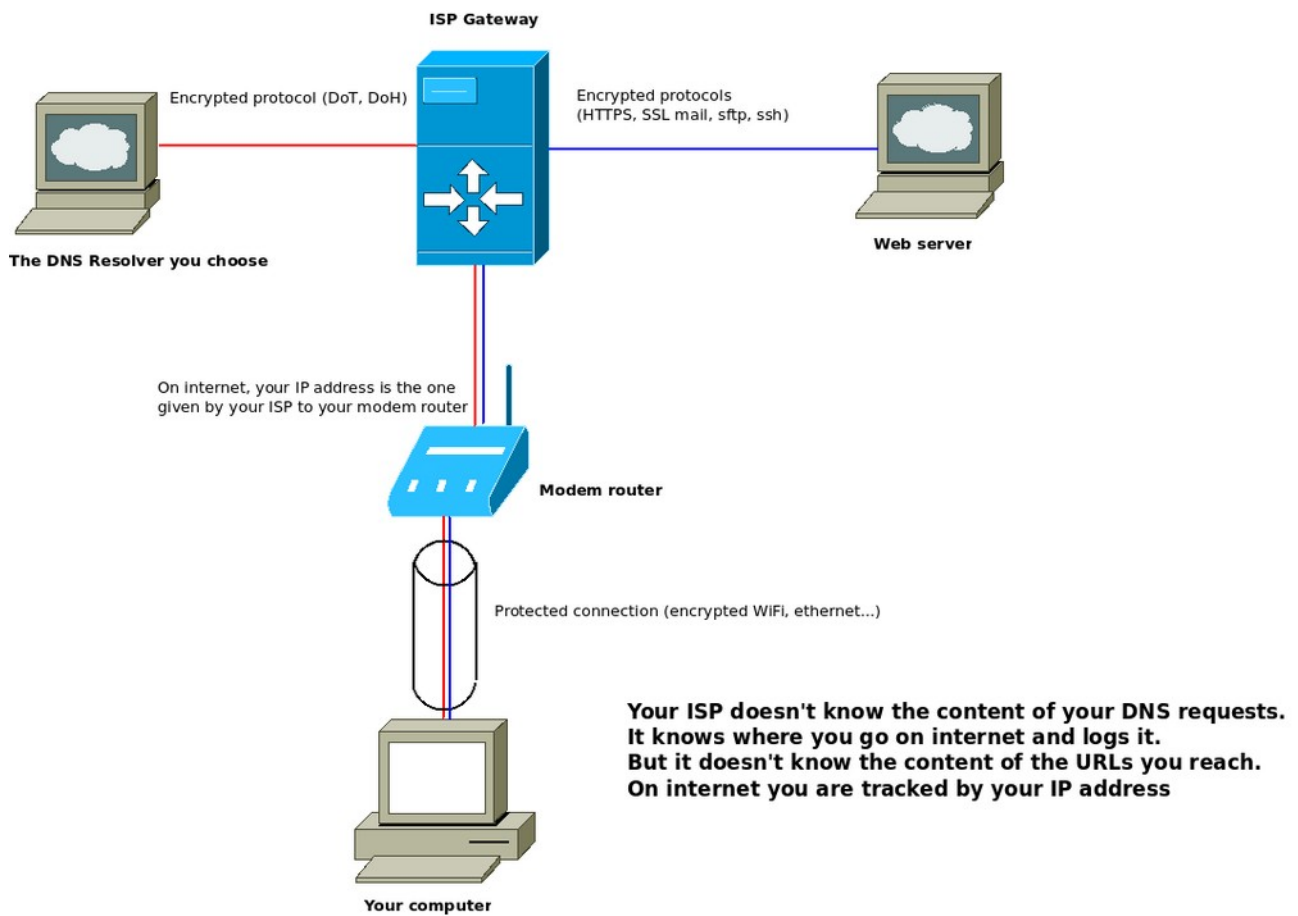 ISP Gateway
Encrypted protocol (DoT, DoH)
Encrypted protocols
(HTTPS, SSL mail, sftp, ssh)
The DNS Resolver you choose
Web server
On internet, your IP address is the one
given by your ISP to your modem router
Modem router
Protected connection (encrypted WiFi, ethernet...)
Your ISP doesn't know the content of your DNS requests.
It knows where you go on internet and logs it.
But it doesn't know the content of the URLs you reach.
On internet you are tracked by your IP address
Your computer